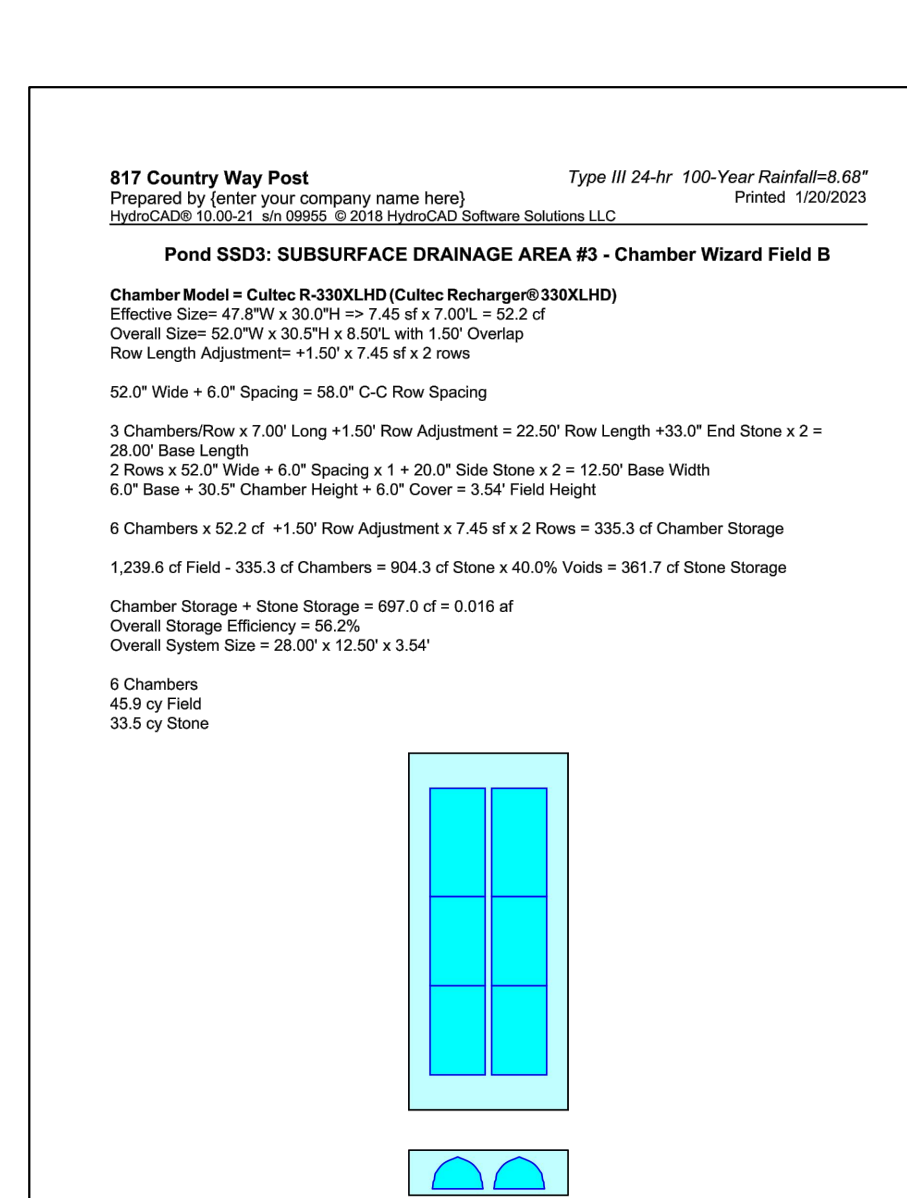 817 Country Way Post
Type III 24-hr 100-Year Rainfall=8.68"
Prepared by {enter your company name here}
Printed 1/20/2023
HydroCAD® 10.00-21 s/n 09955 © 2018 HydroCAD Software Solutions LLC
Pond SSD3: SUBSURFACE DRAINAGE AREA #3 - Chamber Wizard Field B
Chamber Model = Cultec R-330XLHD (Cultec Recharger® 330XLHD)
Effective Size= 47.8"W x 30.0"H => 7.45 sf x 7.00'L = 52.2 cf
Overall Size= 52.0"W x 30.5"H x 8.50'L with 1.50' Overlap
Row Length Adjustment= +1.50' x 7.45 sf x 2 rows
52.0" Wide + 6.0" Spacing = 58.0" C-C Row Spacing
3 Chambers/Row x 7.00' Long +1.50' Row Adjustment = 22.50' Row Length +33.0" End Stone x 2 =
28.00' Base Length
2 Rows x 52.0" Wide + 6.0" Spacing x 1 + 20.0" Side Stone x 2 = 12.50' Base Width
6.0" Base + 30.5" Chamber Height + 6.0" Cover = 3.54' Field Height
6 Chambers x 52.2 cf +1.50' Row Adjustment x 7.45 sf x 2 Rows = 335.3 cf Chamber Storage
1,239.6 cf Field - 335.3 cf Chambers = 904.3 cf Stone x 40.0% Voids = 361.7 cf Stone Storage
Chamber Storage + Stone Storage = 697.0 cf = 0.016 af
Overall Storage Efficiency = 56.2%
Overall System Size = 28.00' x 12.50' x 3.54'
6 Chambers
45.9 cy Field
33.5 cy Stone